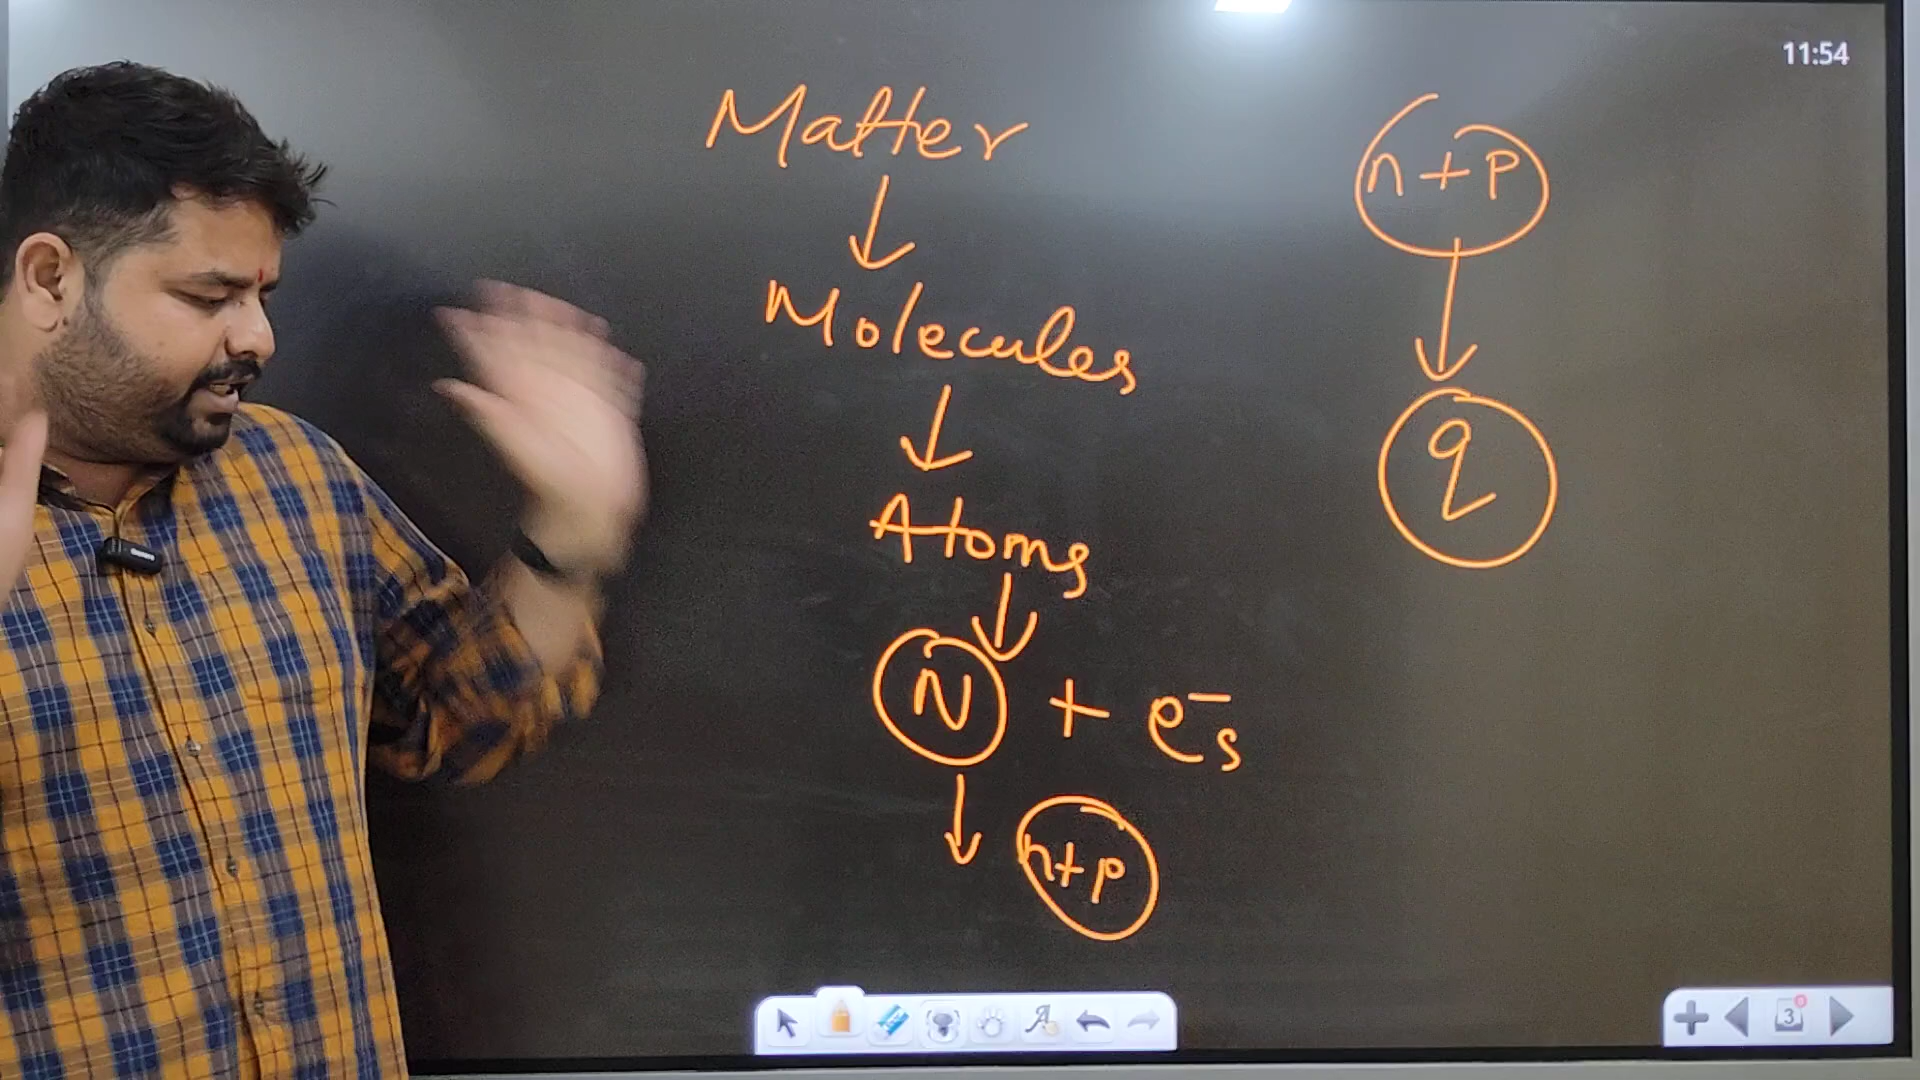 11:54
Matter
Molecules
Atoms
N + e⁻s
n+p
n+p
q
3